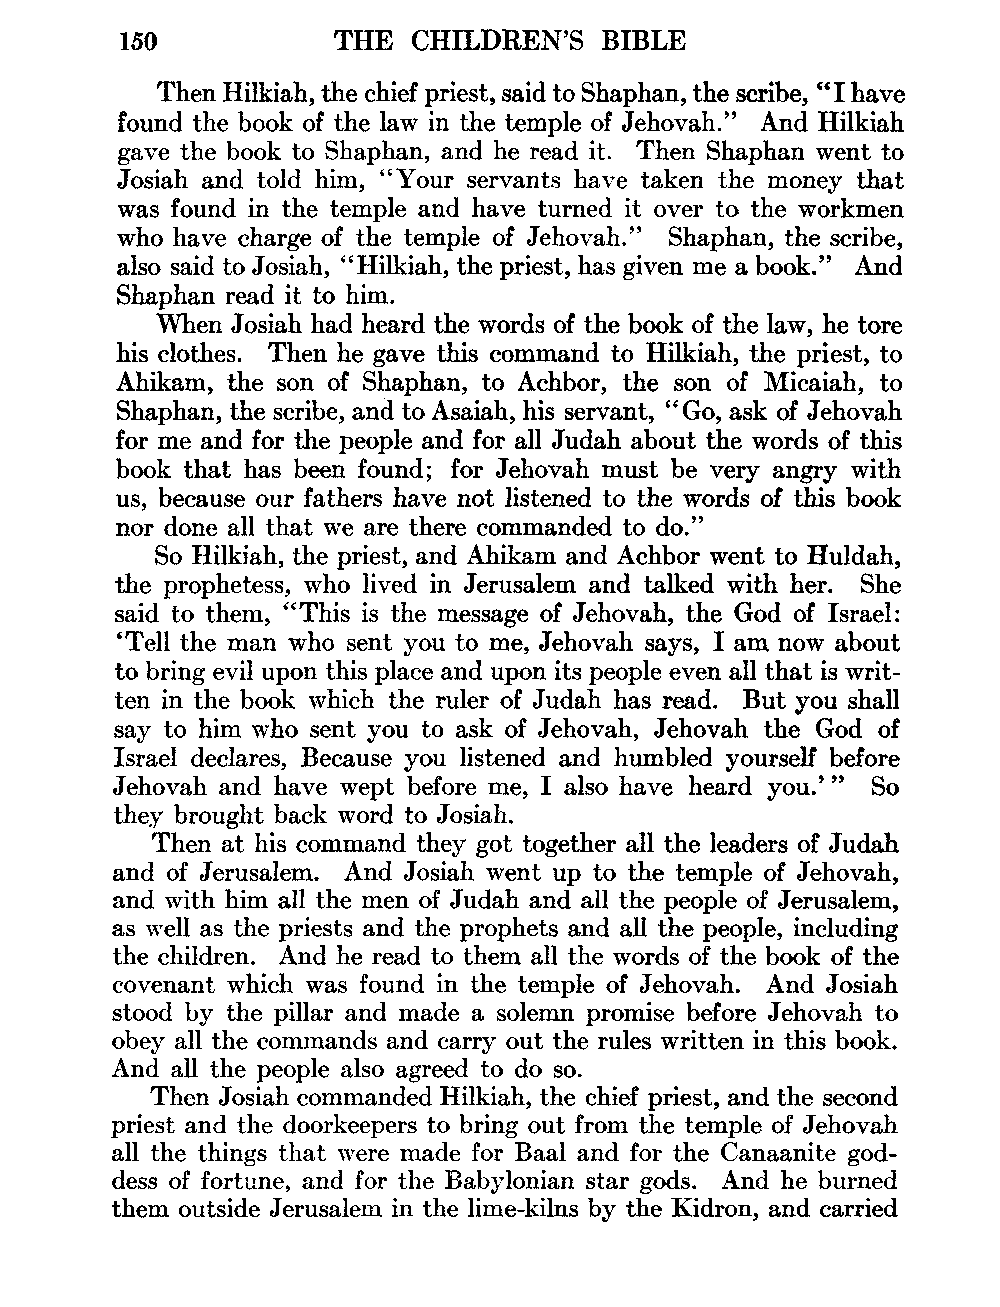 150 THE CHILDREN'S BIBLE
Then Hilkiah, the chief priest, said to Shaphan, the scribe, “I have
found the book of the law in the temple of Jehovah.” And Hilkiah
gave the book to Shaphan, and he read it. Then Shaphan went to
Josiah and told him, “Your servants have taken the money that
was found in the temple and have turned it over to the workmen
who have charge of the temple of Jehovah.” Shaphan, the scribe,
also said to Josiah, “Hilkiah, the priest, has given me a book.” And
Shaphan read it to him.
When Josiah had heard the words of the book of the law, he tore
his clothes. Then he gave this command to Hilkiah, the priest, to
Ahikam, the son of Shaphan, to Achbor, the son of Micaiah, to
Shaphan, the scribe, and to Asaiah, his servant, “Go, ask of Jehovah
for me and for the people and for all Judah about the words of this
book that has been found; for Jehovah must be very angry with
us, because our fathers have not listened to the words of this book
nor done all that we are there commanded to do.”
So Hilkiah, the priest, and Ahikam and Achbor went to Huldah,
the prophetess, who lived in Jerusalem and talked with her. She
said to them, “This is the message of Jehovah, the God of Israel:
‘Tell the man who sent you to me, Jehovah says, I am now about
to bring evil upon this place and upon its people even all that is writ-
ten in the book which the ruler of Judah has read. But you shall
say to him who sent you to ask of Jehovah, Jehovah the God of
Israel declares, Because you listened and humbled yourself before
Jehovah and have wept before me, I also have heard you.’” So
they brought back word to Josiah.
Then at his command they got together all the leaders of Judah
and of Jerusalem. And Josiah went up to the temple of Jehovah,
and with him all the men of Judah and all the people of Jerusalem,
as well as the priests and the prophets and all the people, including
the children. And he read to them all the words of the book of the
covenant which was found in the temple of Jehovah. And Josiah
stood by the pillar and made a solemn promise before Jehovah to
obey all the commands and carry out the rules written in this book.
And all the people also agreed to do so.
Then Josiah commanded Hilkiah, the chief priest, and the second
priest and the doorkeepers to bring out from the temple of Jehovah
all the things that were made for Baal and for the Canaanite god-
dess of fortune, and for the Babylonian star gods. And he burned
them outside Jerusalem in the lime-kilns by the Kidron, and carried